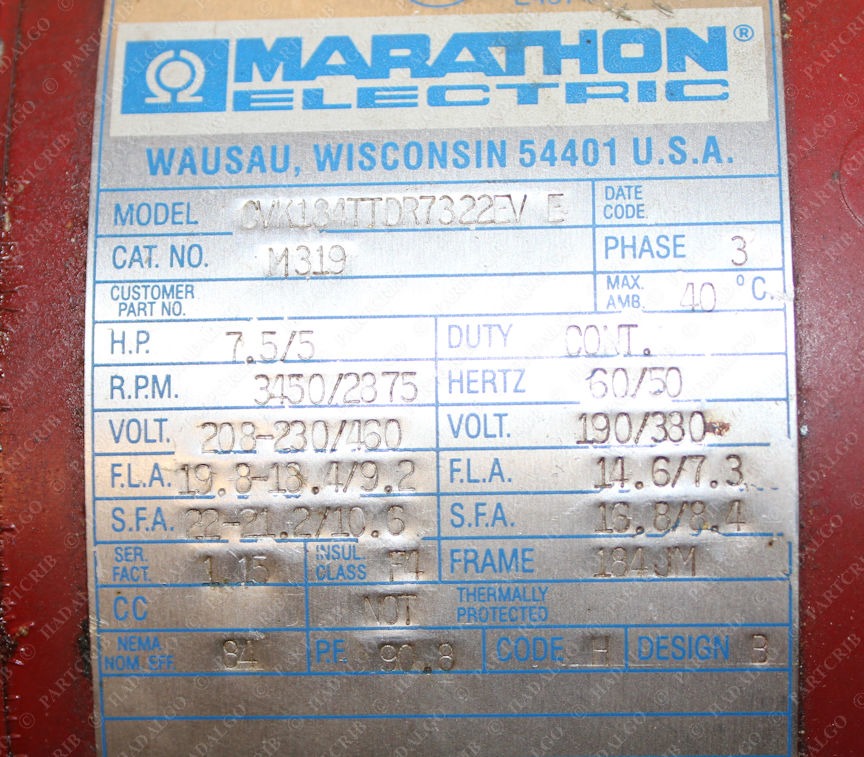 MARATHON®
ELECTRIC
WAUSAU, WISCONSIN 54401 U.S.A.
MODEL CVK184TTDR7322EV E DATE CODE
CAT. NO. M319 PHASE 3
CUSTOMER PART NO. MAX. AMB. 40 °C.
H.P. 7.5/5 DUTY CONT.
R.P.M. 3450/2875 HERTZ 60/50
VOLT. 208-230/460 VOLT. 190/380
F.L.A. 19.8-18.4/9.2 F.L.A. 14.6/7.3
S.F.A. 22-21.2/10.6 S.F.A. 16.8/8.4
SER. FACT. 1.15 INSUL. CLASS F4 FRAME 184JM
CC NOT THERMALLY PROTECTED
NEMA NOM. EFF. 84 P.F. 90.8 CODE H DESIGN B
HADALGO © PARTCRIB